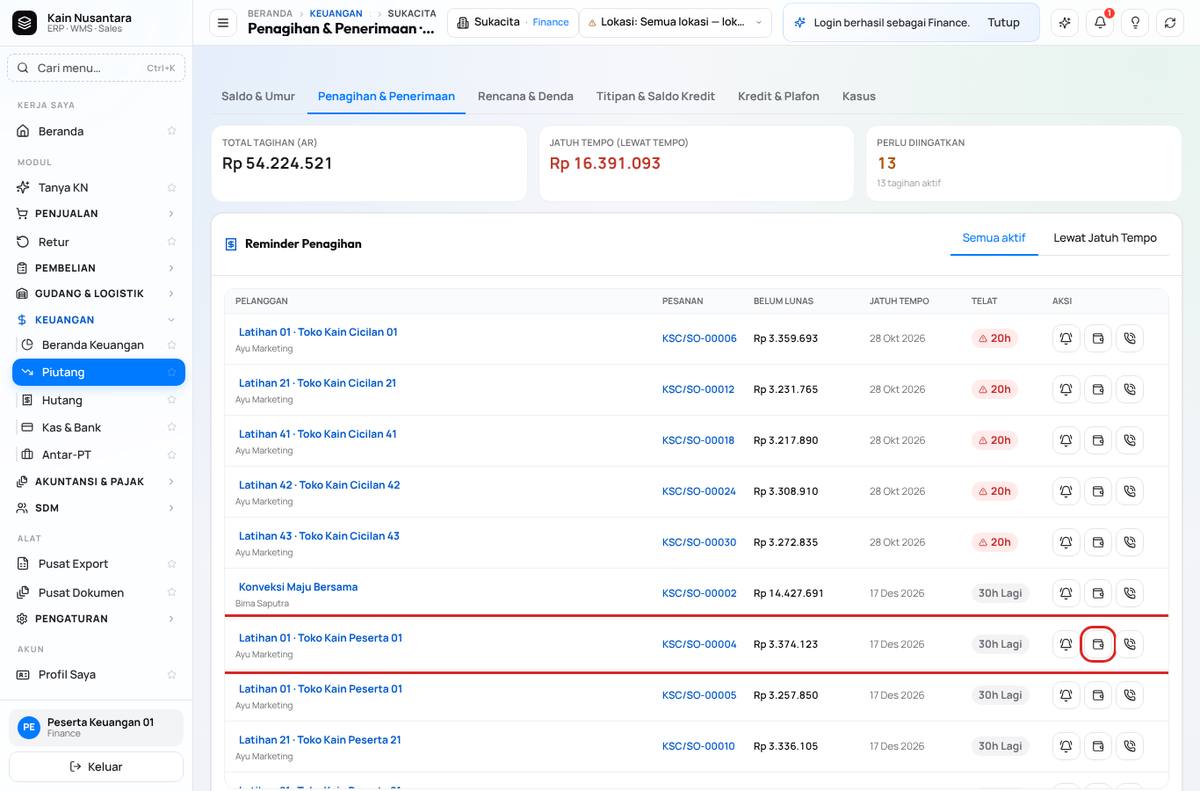 Kain Nusantara
ERP · WMS · Sales
Cari menu... Ctrl+K
KERJA SAYA
Beranda
MODUL
Tanya KN
PENJUALAN
Retur
PEMBELIAN
GUDANG & LOGISTIK
KEUANGAN
Beranda Keuangan
Piutang
Hutang
Kas & Bank
Antar-PT
AKUNTANSI & PAJAK
SDM
ALAT
Pusat Export
Pusat Dokumen
PENGATURAN
AKUN
Profil Saya
PE Peserta Keuangan 01
Finance
Keluar
BERANDA › KEUANGAN › SUKACITA
Penagihan & Penerimaan ·...
Sukacita · Finance
Lokasi: Semua lokasi — lok...
Login berhasil sebagai Finance. Tutup
1
Saldo & Umur Penagihan & Penerimaan Rencana & Denda Titipan & Saldo Kredit Kredit & Plafon Kasus
TOTAL TAGIHAN (AR)
Rp 54.224.521
JATUH TEMPO (LEWAT TEMPO)
Rp 16.391.093
PERLU DIINGATKAN
13
13 tagihan aktif
Reminder Penagihan
Semua aktif Lewat Jatuh Tempo
PELANGGAN PESANAN BELUM LUNAS JATUH TEMPO TELAT AKSI
Latihan 01 · Toko Kain Cicilan 01 KSC/SO-00006 Rp 3.359.693 28 Okt 2026 20h
Ayu Marketing
Latihan 21 · Toko Kain Cicilan 21 KSC/SO-00012 Rp 3.231.765 28 Okt 2026 20h
Ayu Marketing
Latihan 41 · Toko Kain Cicilan 41 KSC/SO-00018 Rp 3.217.890 28 Okt 2026 20h
Ayu Marketing
Latihan 42 · Toko Kain Cicilan 42 KSC/SO-00024 Rp 3.308.910 28 Okt 2026 20h
Ayu Marketing
Latihan 43 · Toko Kain Cicilan 43 KSC/SO-00030 Rp 3.272.835 28 Okt 2026 20h
Ayu Marketing
Konveksi Maju Bersama KSC/SO-00002 Rp 14.427.691 17 Des 2026 30h Lagi
Bima Saputra
Latihan 01 · Toko Kain Peserta 01 KSC/SO-00004 Rp 3.374.123 17 Des 2026 30h Lagi
Ayu Marketing
Latihan 01 · Toko Kain Peserta 01 KSC/SO-00005 Rp 3.257.850 17 Des 2026 30h Lagi
Ayu Marketing
Latihan 21 · Toko Kain Peserta 21 KSC/SO-00010 Rp 3.336.105 17 Des 2026 30h Lagi
Ayu Marketing